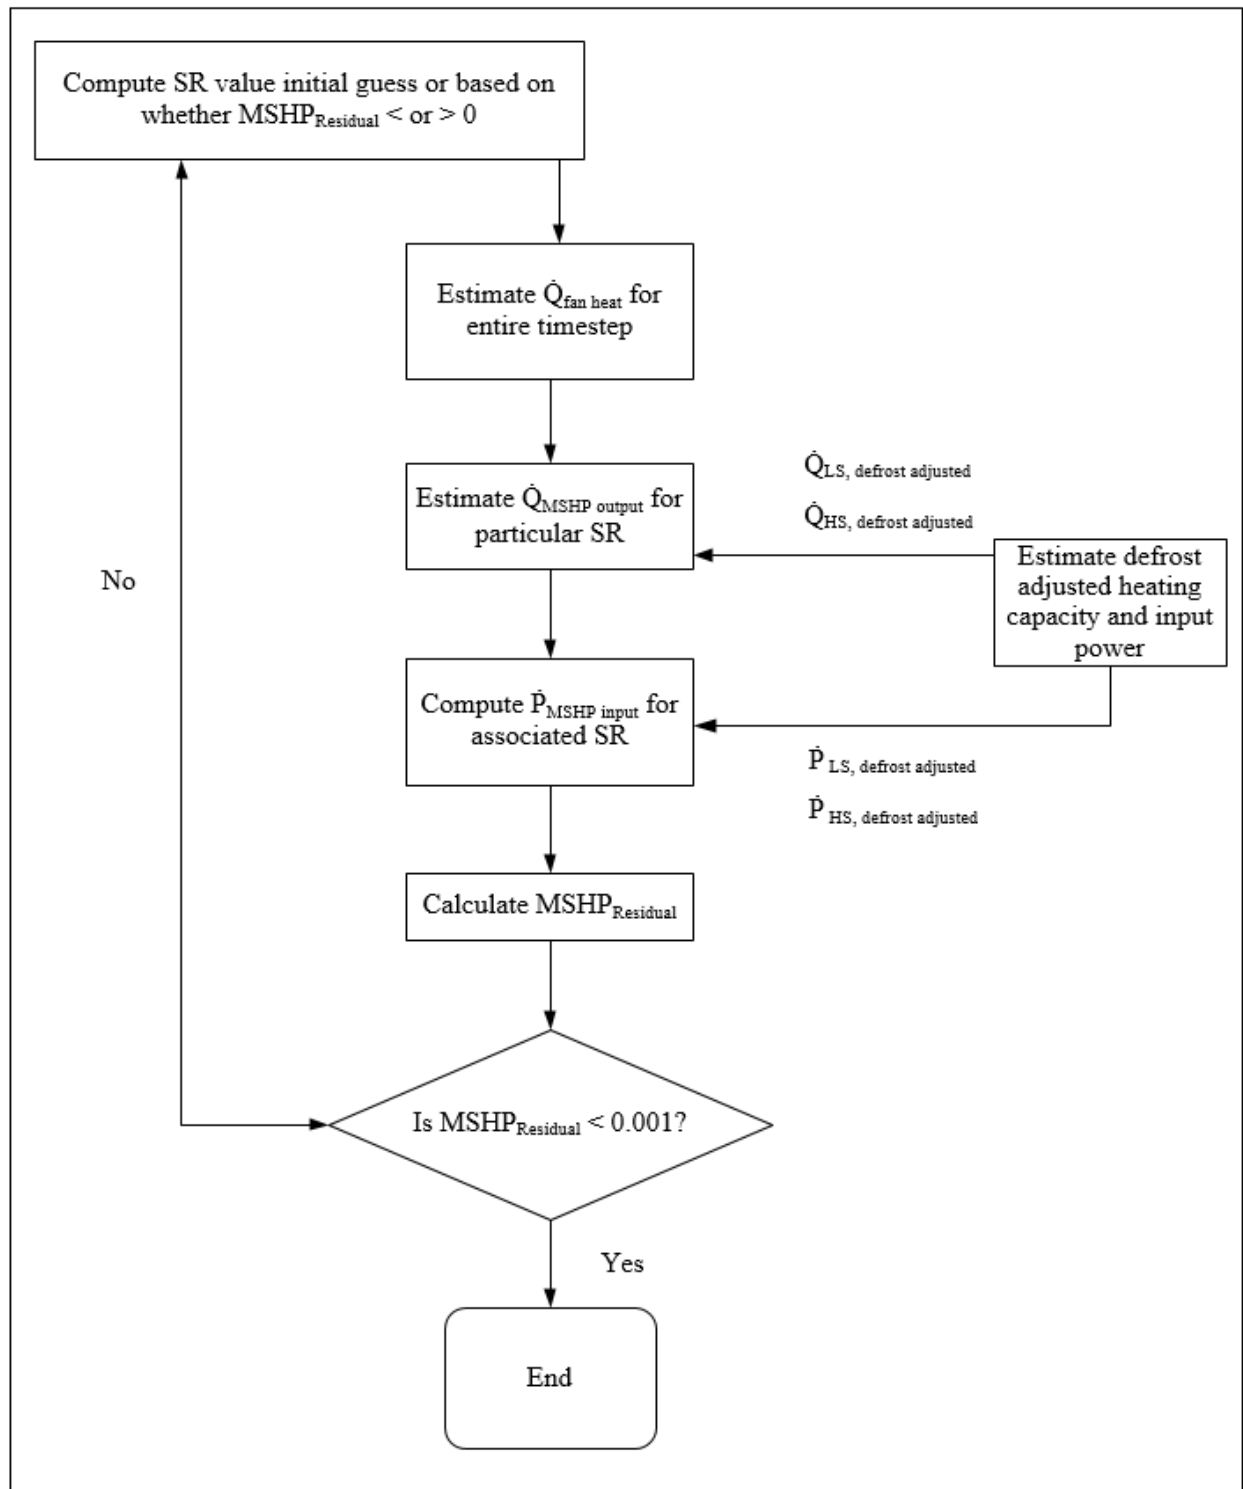 Compute SR value initial guess or based on
whether MSHP_Residual < or > 0
Estimate Q̇_fan heat for
entire timestep
Estimate Q̇_MSHP output for
particular SR
Q̇_LS, defrost adjusted
Q̇_HS, defrost adjusted
Estimate defrost
adjusted heating
capacity and input
power
No
Compute Ṗ_MSHP input for
associated SR
Ṗ_LS, defrost adjusted
Ṗ_HS, defrost adjusted
Calculate MSHP_Residual
Is MSHP_Residual < 0.001?
Yes
End